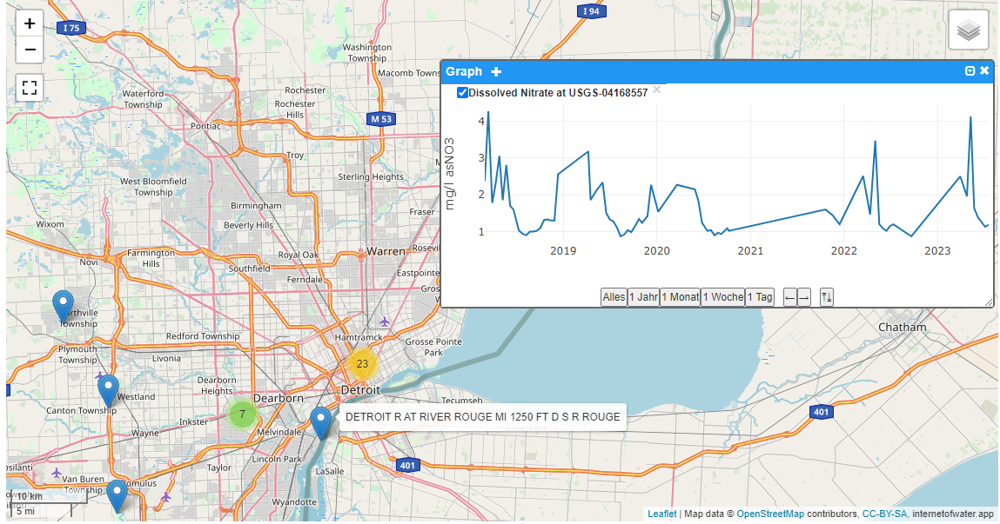 +
−
I 75
I 94
Washington
Township
Macomb Towns
Rochester
Rochester
Hills
Waterford
Township
Pontiac
M 53
Troy
Sterling Heights
West Bloomfield
Township
Birmingham
Beverly Hills
Fraser
Wixom
Farmington
Hills
Novi
Royal Oak
Warren
Rosevi
Southfield
Ferndale
Eastpointe
Gros
Graph +
Dissolved Nitrate at USGS-04168557
mg/l asNO3
4
3
2
1
2019 2020 2021 2022 2023
Alles 1 Jahr 1 Monat 1 Woche 1 Tag ← →
rthville
Township
Plymouth
Township
Redford Township
Livonia
Hamtramck
Grosse Pointe
Park
Chatham
23
Dearborn
Heights
Detroit
Westland
Dearborn
Tecumseh
Canton Township
7
Inkster
Wayne
Melvindale
DETROIT R AT RIVER ROUGE MI 1250 FT D S R ROUGE
401
Lincoln Park
Taylor
401
LaSalle
psilanti
Van Buren
Romulus
Township
Wyandotte
10 km
5 mi
Leaflet | Map data © OpenStreetMap contributors, CC-BY-SA, internetofwater.app